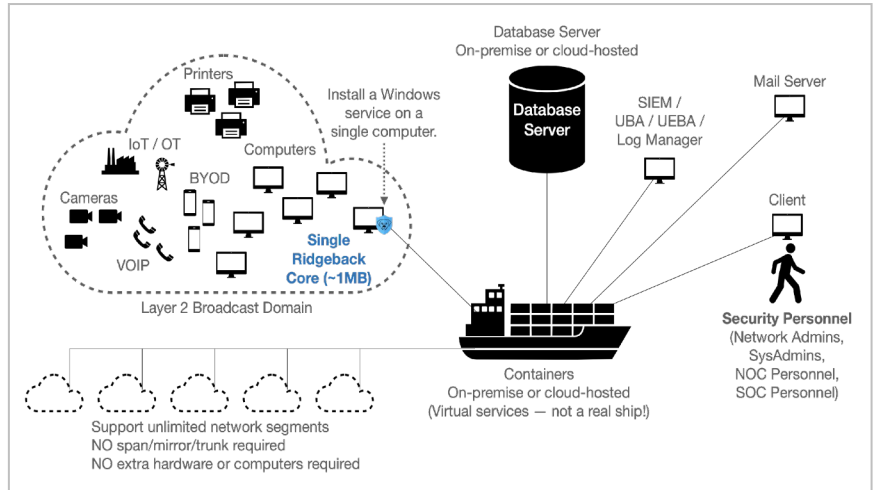 Database Server
On-premise or cloud-hosted
Printers
Install a Windows
service on a
single computer.
Database
Server
SIEM /
UBA / UEBA /
Log Manager
Mail Server
IoT / OT
Computers
BYOD
Cameras
VOIP
Single
Ridgeback
Core (~1MB)
Layer 2 Broadcast Domain
Client
Security Personnel
(Network Admins,
SysAdmins,
NOC Personnel,
SOC Personnel)
Containers
On-premise or cloud-hosted
(Virtual services — not a real ship!)
Support unlimited network segments
NO span/mirror/trunk required
NO extra hardware or computers required